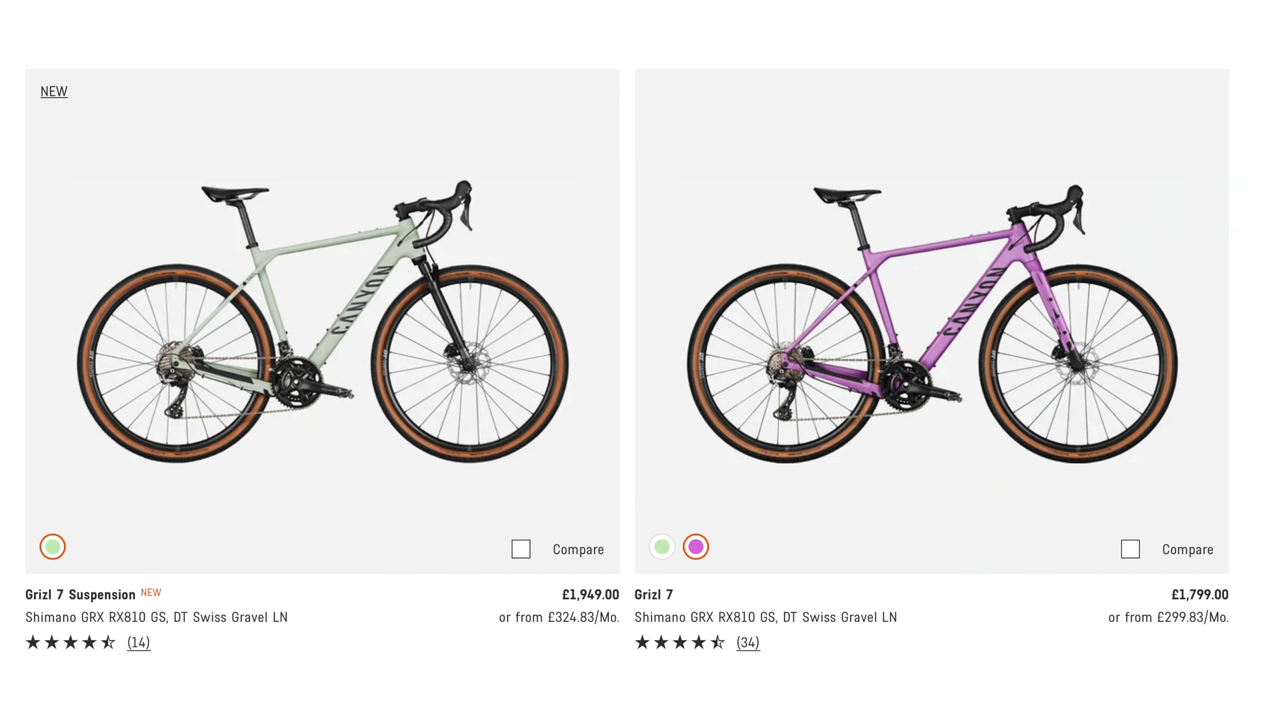 NEW
CANYON
CANYON
Compare
Compare
Grizl 7 Suspension NEW
£1,949.00
Shimano GRX RX810 GS, DT Swiss Gravel LN
or from £324.83/Mo.
(14)
Grizl 7
£1,799.00
Shimano GRX RX810 GS, DT Swiss Gravel LN
or from £299.83/Mo.
(34)